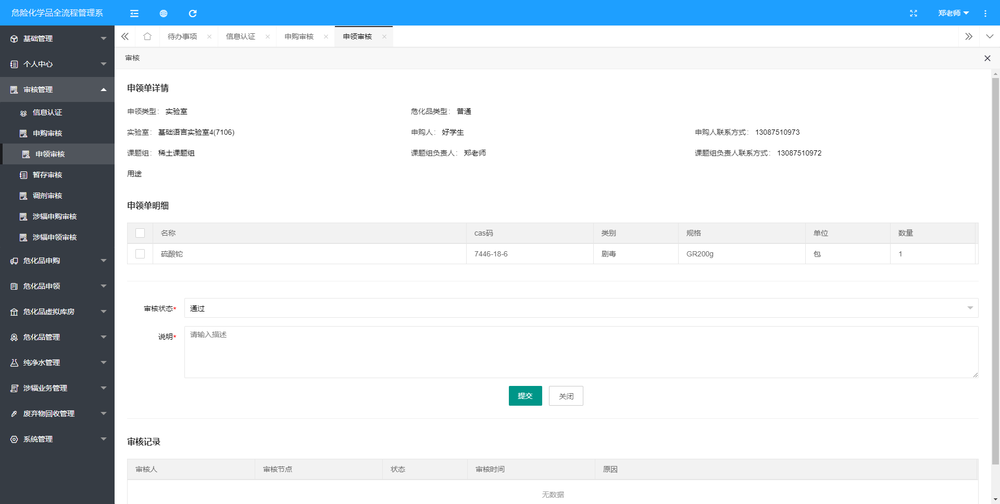 危险化学品全流程管理系
郑老师
基础管理
个人中心
审核管理
信息认证
申购审核
申领审核
暂存审核
调剂审核
涉辐申购审核
涉辐申领审核
危化品申购
危化品申领
危化品虚拟库房
危化品管理
纯净水管理
涉辐业务管理
废弃物回收管理
系统管理
待办事项 信息认证 申购审核 申领审核
审核
申领单详情
申领类型： 实验室 危化品类型： 普通
实验室： 基础语言实验室4(7106) 申购人： 好学生 申购人联系方式： 13087510973
课题组： 稀土课题组 课题组负责人： 郑老师 课题组负责人联系方式： 13087510972
用途
申领单明细
名称 cas码 类别 规格 单位 数量
硫酸铊 7446-18-6 剧毒 GR200g 包 1
审核状态* 通过
说明* 请输入描述
提交 关闭
审核记录
审核人 审核节点 状态 审核时间 原因
无数据